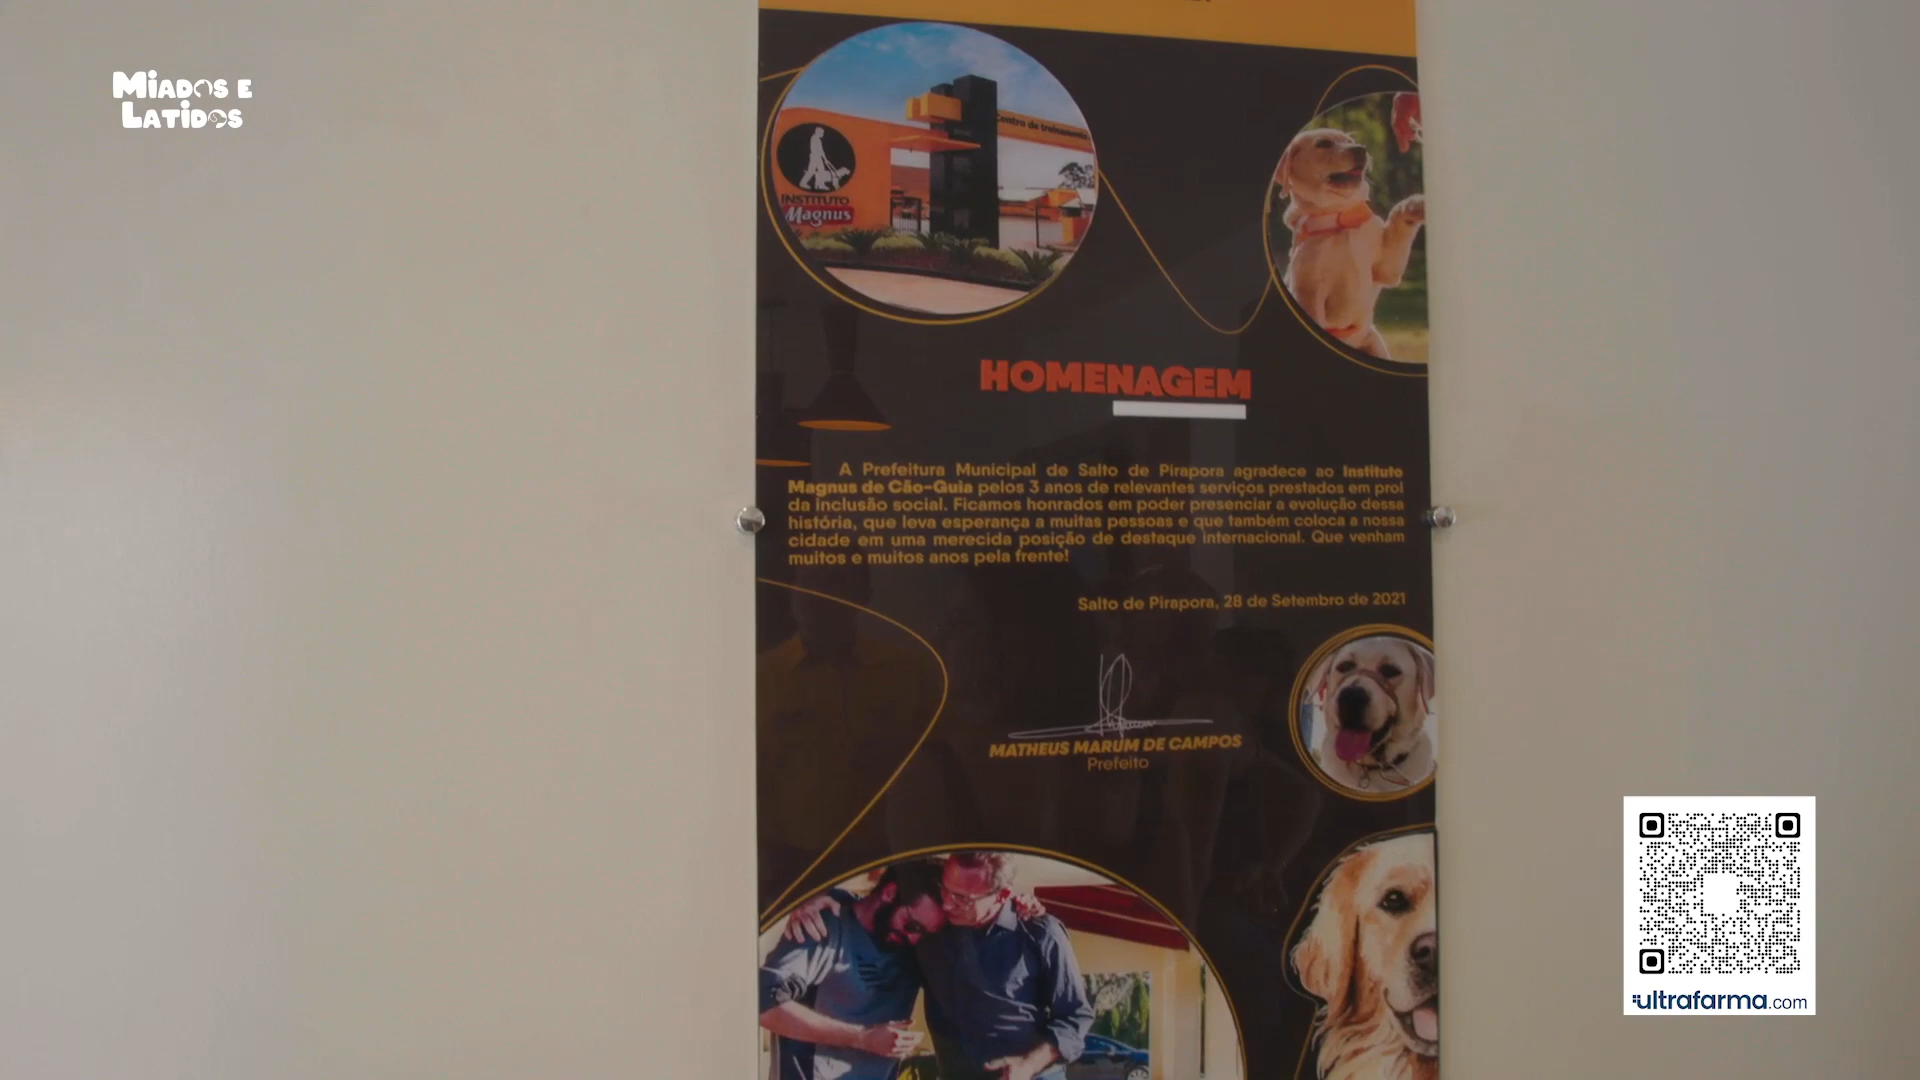 MIADOS E
LATIDOS
Centro de treinamento
INSTITUTO
Magnus
HOMENAGEM
A Prefeitura Municipal de Salto de Pirapora agradece ao Instituto
Magnus de Cão-Guia pelos 3 anos de relevantes serviços prestados em prol
da inclusão social. Ficamos honrados em poder presenciar a evolução dessa
história, que leva esperança a muitas pessoas e que também coloca a nossa
cidade em uma merecida posição de destaque internacional. Que venham
muitos e muitos anos pela frente!
Salto de Pirapora, 28 de Setembro de 2021
MATHEUS MARUM DE CAMPOS
Prefeito
ultrafarma.com